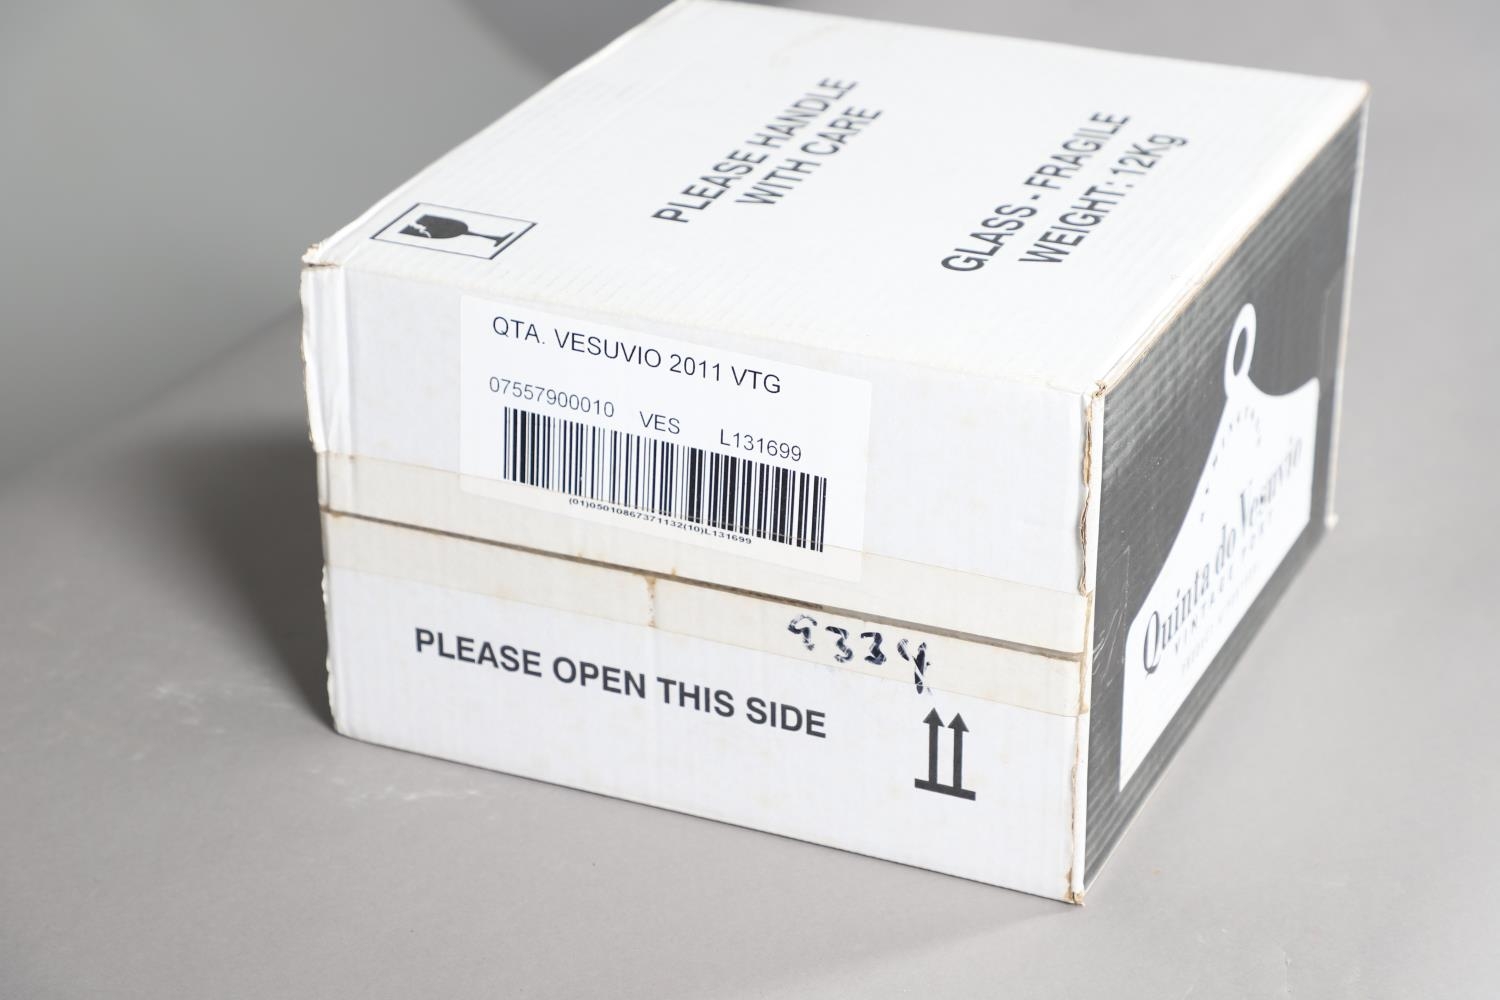 PLEASE HANDLE
WITH CARE
GLASS - FRAGILE
WEIGHT: 12Kg
QTA. VESUVIO 2011 VTG
07557900010 VES L131699
(01)05010867371132(10)L131699
9334
PLEASE OPEN THIS SIDE
Quinta do Vesuvio
VINTAGE PORT